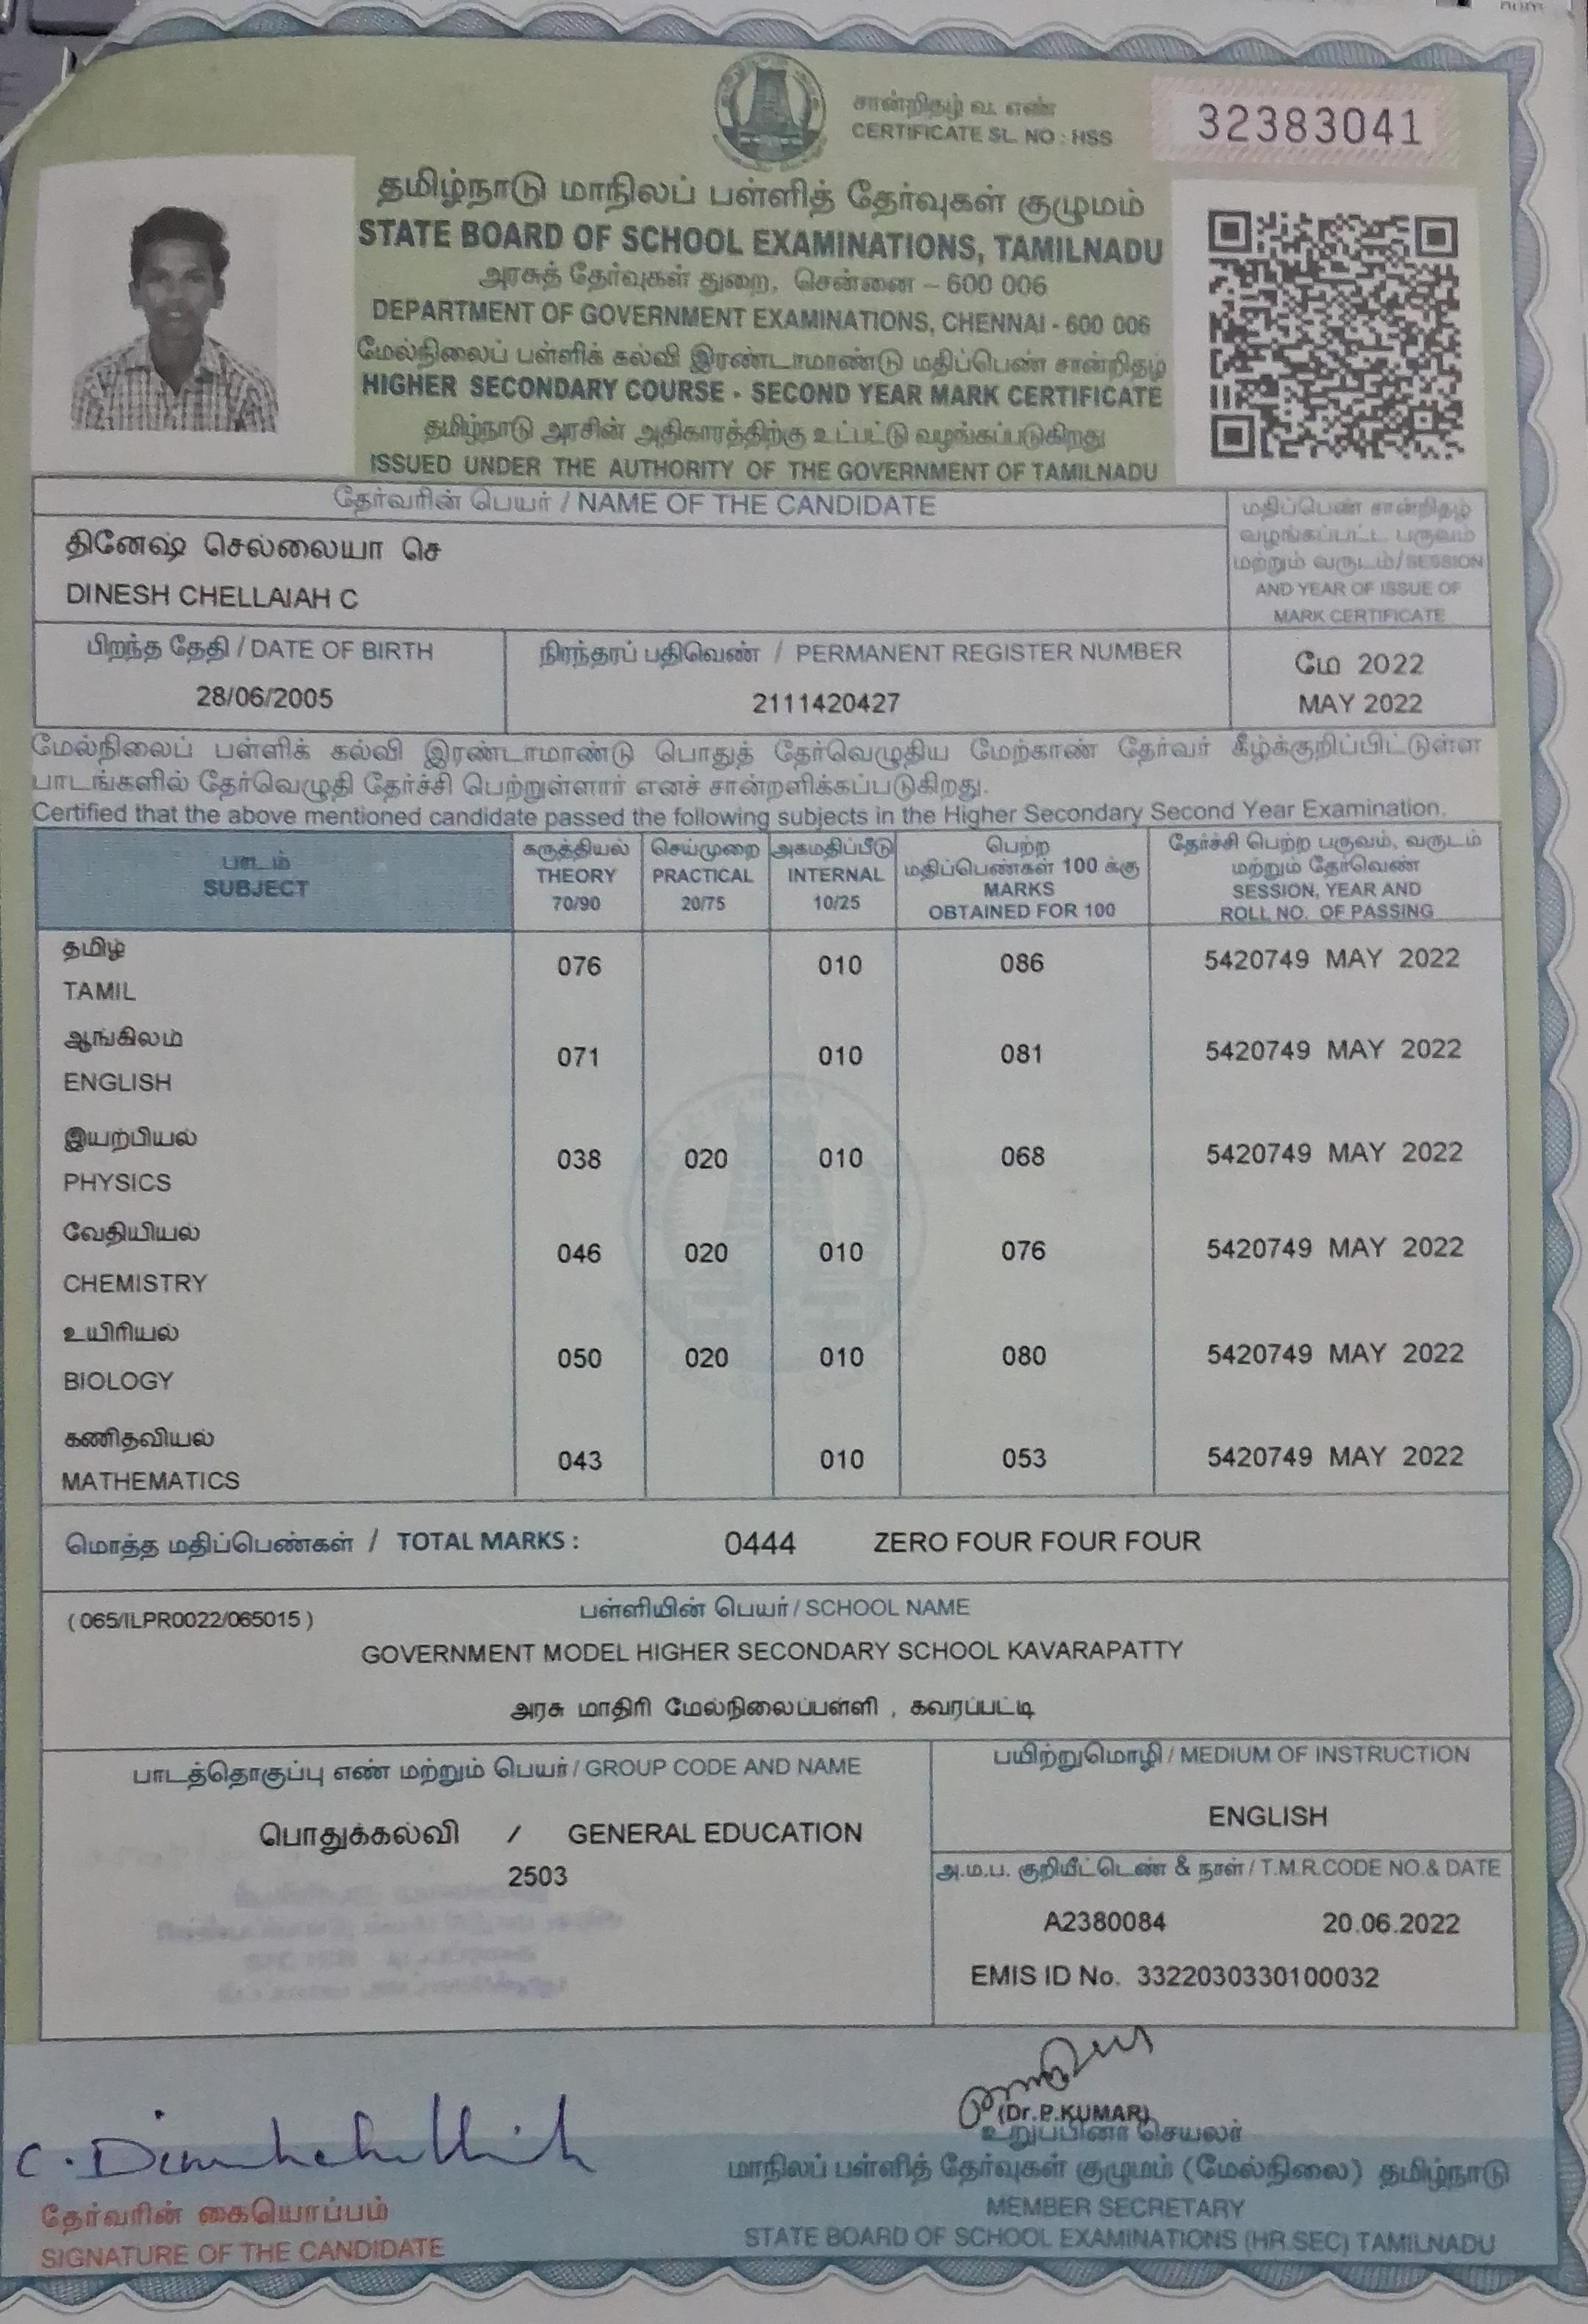 சான்றிதழ் வ. எண்
CERTIFICATE SL. NO : HSS
32383041
தமிழ்நாடு மாநிலப் பள்ளித் தேர்வுகள் குழுமம்
STATE BOARD OF SCHOOL EXAMINATIONS, TAMILNADU
அரசுத் தேர்வுகள் துறை, சென்னை – 600 006
DEPARTMENT OF GOVERNMENT EXAMINATIONS, CHENNAI - 600 006
மேல்நிலைப் பள்ளிக் கல்வி இரண்டாமாண்டு மதிப்பெண் சான்றிதழ்
HIGHER SECONDARY COURSE - SECOND YEAR MARK CERTIFICATE
தமிழ்நாடு அரசின் அதிகாரத்திற்கு உட்பட்டு வழங்கப்படுகிறது
ISSUED UNDER THE AUTHORITY OF THE GOVERNMENT OF TAMILNADU
தேர்வரின் பெயர் / NAME OF THE CANDIDATE
தினேஷ் செல்லையா செ
DINESH CHELLAIAH C
மதிப்பெண் சான்றிதழ்
வழங்கப்பட்ட பருவம்
மற்றும் வருடம்/SESSION
AND YEAR OF ISSUE OF
MARK CERTIFICATE
பிறந்த தேதி / DATE OF BIRTH
28/06/2005
நிரந்தரப் பதிவெண் / PERMANENT REGISTER NUMBER
2111420427
மே 2022
MAY 2022
மேல்நிலைப் பள்ளிக் கல்வி இரண்டாமாண்டு பொதுத் தேர்வெழுதிய மேற்காண் தேர்வர் கீழ்க்குறிப்பிட்டுள்ள
பாடங்களில் தேர்வெழுதி தேர்ச்சி பெற்றுள்ளார் எனச் சான்றளிக்கப்படுகிறது.
Certified that the above mentioned candidate passed the following subjects in the Higher Secondary Second Year Examination.
பாடம்
SUBJECT
கருத்தியல்
THEORY
70/90
செய்முறை
PRACTICAL
20/75
அகமதிப்பீடு
INTERNAL
10/25
பெற்ற
மதிப்பெண்கள் 100 க்கு
MARKS
OBTAINED FOR 100
தேர்ச்சி பெற்ற பருவம், வருடம்
மற்றும் தேர்வெண்
SESSION, YEAR AND
ROLL NO. OF PASSING
தமிழ்
TAMIL
076 010 086 5420749 MAY 2022
ஆங்கிலம்
ENGLISH
071 010 081 5420749 MAY 2022
இயற்பியல்
PHYSICS
038 020 010 068 5420749 MAY 2022
வேதியியல்
CHEMISTRY
046 020 010 076 5420749 MAY 2022
உயிரியல்
BIOLOGY
050 020 010 080 5420749 MAY 2022
கணிதவியல்
MATHEMATICS
043 010 053 5420749 MAY 2022
மொத்த மதிப்பெண்கள் / TOTAL MARKS : 0444 ZERO FOUR FOUR FOUR
( 065/ILPR0022/065015 )
பள்ளியின் பெயர் / SCHOOL NAME
GOVERNMENT MODEL HIGHER SECONDARY SCHOOL KAVARAPATTY
அரசு மாதிரி மேல்நிலைப்பள்ளி , கவரப்பட்டி
பாடத்தொகுப்பு எண் மற்றும் பெயர் / GROUP CODE AND NAME
பொதுக்கல்வி / GENERAL EDUCATION
2503
பயிற்றுமொழி / MEDIUM OF INSTRUCTION
ENGLISH
அ.ம.ப. குறியீட்டெண் & நாள் / T.M.R.CODE NO.& DATE
A2380084 20.06.2022
EMIS ID No. 3322030330100032
C. Dineshchellaiah
தேர்வரின் கையொப்பம்
SIGNATURE OF THE CANDIDATE
(Dr.P.KUMAR)
உறுப்பினர் செயலர்
மாநிலப் பள்ளித் தேர்வுகள் குழுமம் (மேல்நிலை) தமிழ்நாடு
MEMBER SECRETARY
STATE BOARD OF SCHOOL EXAMINATIONS (HR.SEC) TAMILNADU